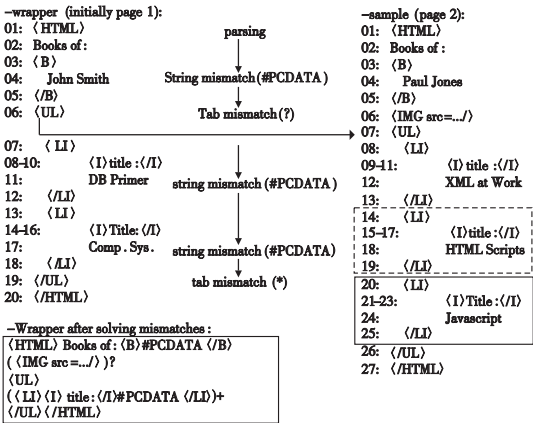 –wrapper (initially page 1):
01: ⟨HTML⟩
02: Books of :
03: ⟨B⟩
04: John Smith
05: ⟨/B⟩
06: ⟨UL⟩
07: ⟨ LI⟩
08–10: ⟨I⟩ title :⟨/I⟩
11: DB Primer
12: ⟨/LI⟩
13: ⟨LI⟩
14–16: ⟨I⟩ Title: ⟨/I⟩
17: Comp . Sys.
18: ⟨/LI⟩
19: ⟨/UL⟩
20: ⟨/HTML⟩
parsing
String mismatch (#PCDATA)
Tab mismatch (?)
string mismatch (#PCDATA )
string mismatch (#PCDATA)
tab mismatch (*)
–sample (page 2):
01: ⟨HTML⟩
02: Books of :
03: ⟨B⟩
04: Paul Jones
05: ⟨/B⟩
06: ⟨IMG src=.../⟩
07: ⟨UL⟩
08: ⟨LI⟩
09–11: ⟨I⟩ title :⟨/I⟩
12: XML at Work
13: ⟨/LI⟩
14: ⟨LI⟩
15–17: ⟨I⟩title :⟨/I⟩
18: HTML Scripts
19: ⟨/LI⟩
20: ⟨LI⟩
21–23: ⟨I⟩Title :⟨/I⟩
24: Javascript
25: ⟨/LI⟩
26: ⟨/UL⟩
27: ⟨/HTML⟩
–Wrapper after solving mismatches :
⟨HTML⟩ Books of: ⟨B⟩#PCDATA ⟨/B⟩
( ⟨IMG src =.../⟩ )?
⟨UL⟩
(⟨ LI⟩ ⟨I⟩ title :⟨/I⟩#PCDATA ⟨/LI⟩)+
⟨/UL⟩ ⟨/HTML⟩